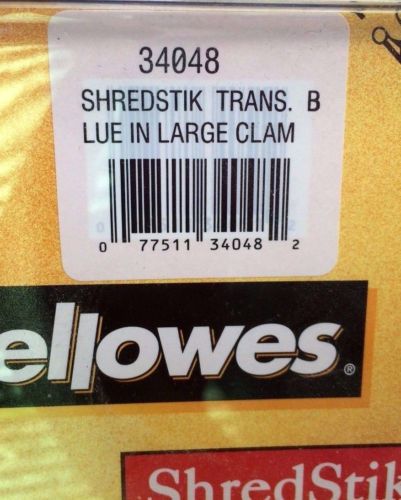 34048
SHREDSTIK TRANS. B
LUE IN LARGE CLAM
0 77511 34048 2
ellowes®
ShredStik